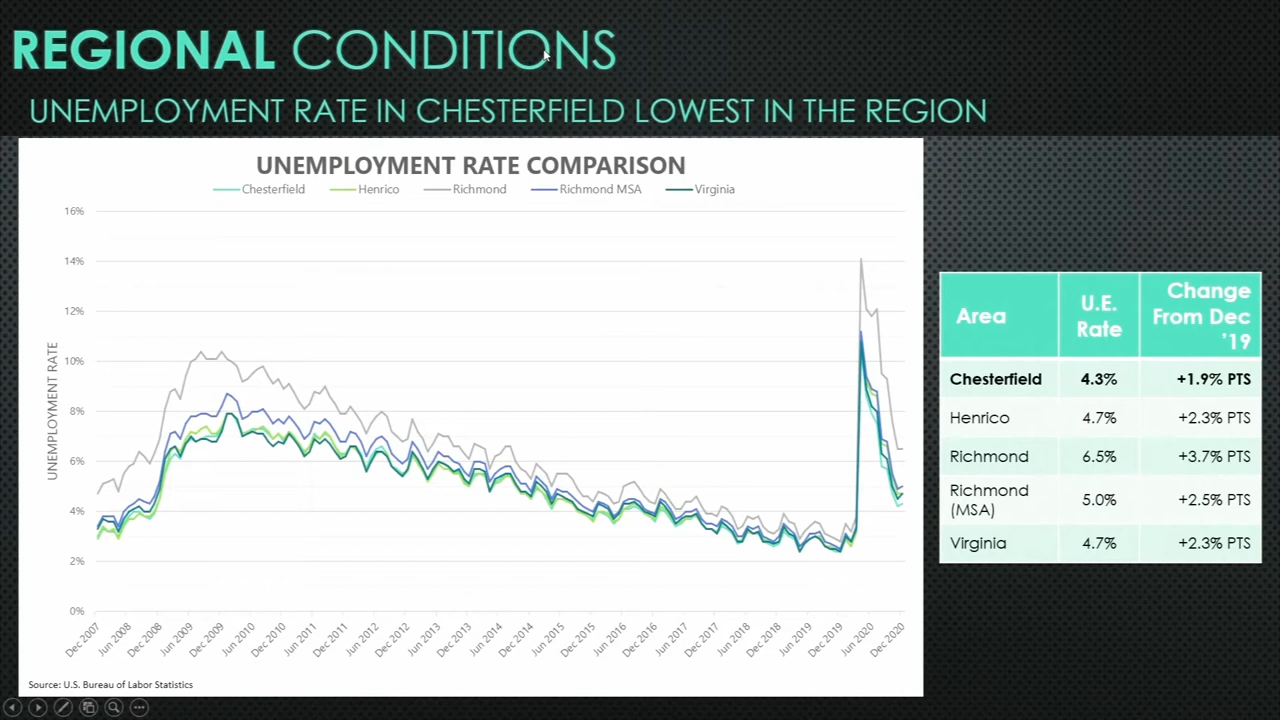 REGIONAL CONDITIONS
UNEMPLOYMENT RATE IN CHESTERFIELD LOWEST IN THE REGION
UNEMPLOYMENT RATE COMPARISON
Chesterfield Henrico Richmond Richmond MSA Virginia
16%
14%
12%
10%
8%
6%
4%
2%
0%
UNEMPLOYMENT RATE
Dec 2007 Jun 2008 Dec 2008 Jun 2009 Dec 2009 Jun 2010 Dec 2010 Jun 2011 Dec 2011 Jun 2012 Dec 2012 Jun 2013 Dec 2013 Jun 2014 Dec 2014 Jun 2015 Dec 2015 Jun 2016 Dec 2016 Jun 2017 Dec 2017 Jun 2018 Dec 2018 Jun 2019 Dec 2019 Jun 2020 Dec 2020
Source: U.S. Bureau of Labor Statistics
Area U.E. Rate Change From Dec '19
Chesterfield 4.3% +1.9% PTS
Henrico 4.7% +2.3% PTS
Richmond 6.5% +3.7% PTS
Richmond (MSA) 5.0% +2.5% PTS
Virginia 4.7% +2.3% PTS